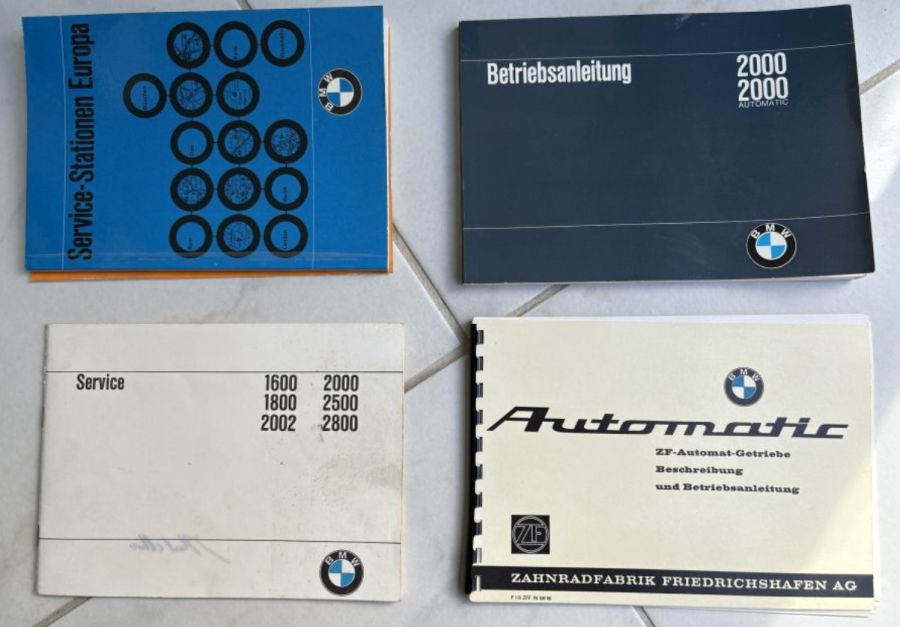 Service-Stationen Europa
BMW
Betriebsanleitung
2000
2000
AUTOMATIC
BMW
Service
1600 2000
1800 2500
2002 2800
BMW
BMW
Automatic
ZF-Automat-Getriebe
Beschreibung
und Betriebsanleitung
ZF
ZAHNRADFABRIK FRIEDRICHSHAFEN AG